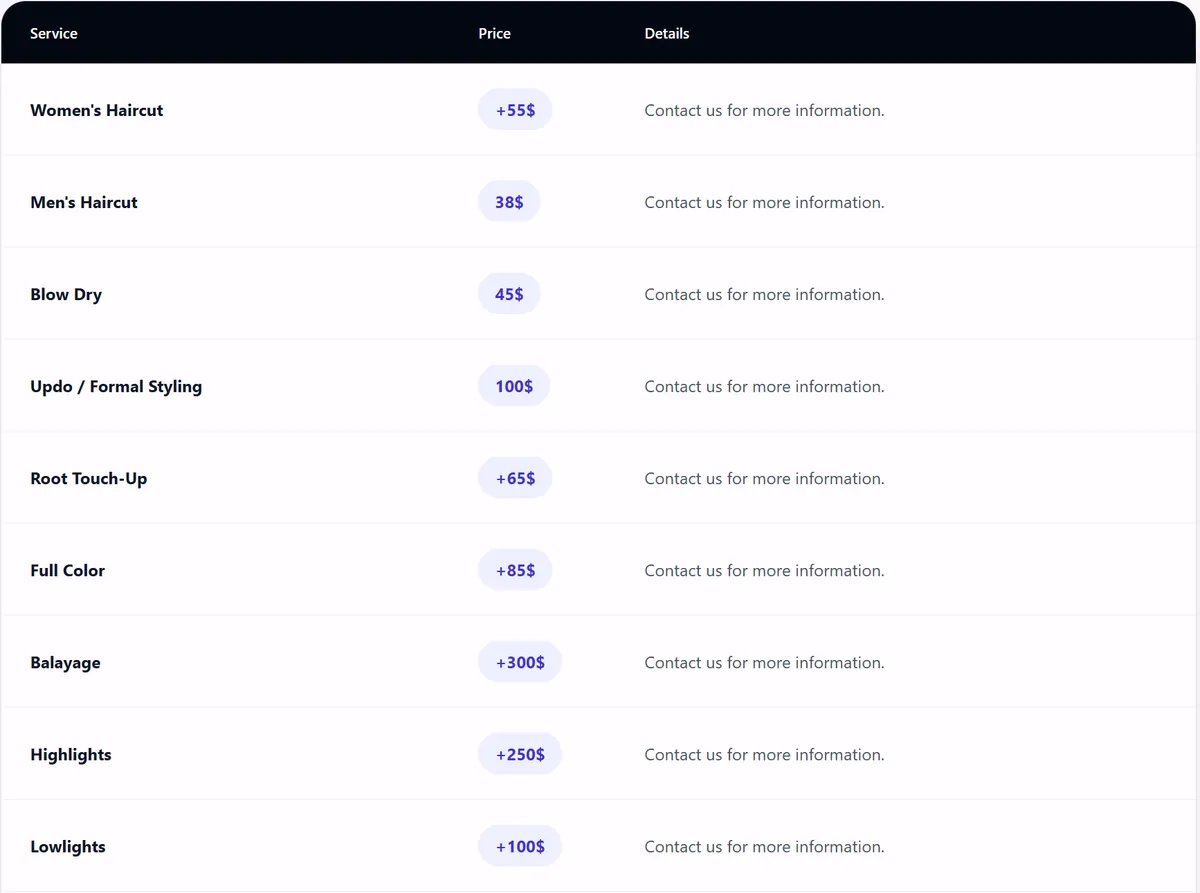 Service Price Details
Women's Haircut +55$ Contact us for more information.
Men's Haircut 38$ Contact us for more information.
Blow Dry 45$ Contact us for more information.
Updo / Formal Styling 100$ Contact us for more information.
Root Touch-Up +65$ Contact us for more information.
Full Color +85$ Contact us for more information.
Balayage +300$ Contact us for more information.
Highlights +250$ Contact us for more information.
Lowlights +100$ Contact us for more information.